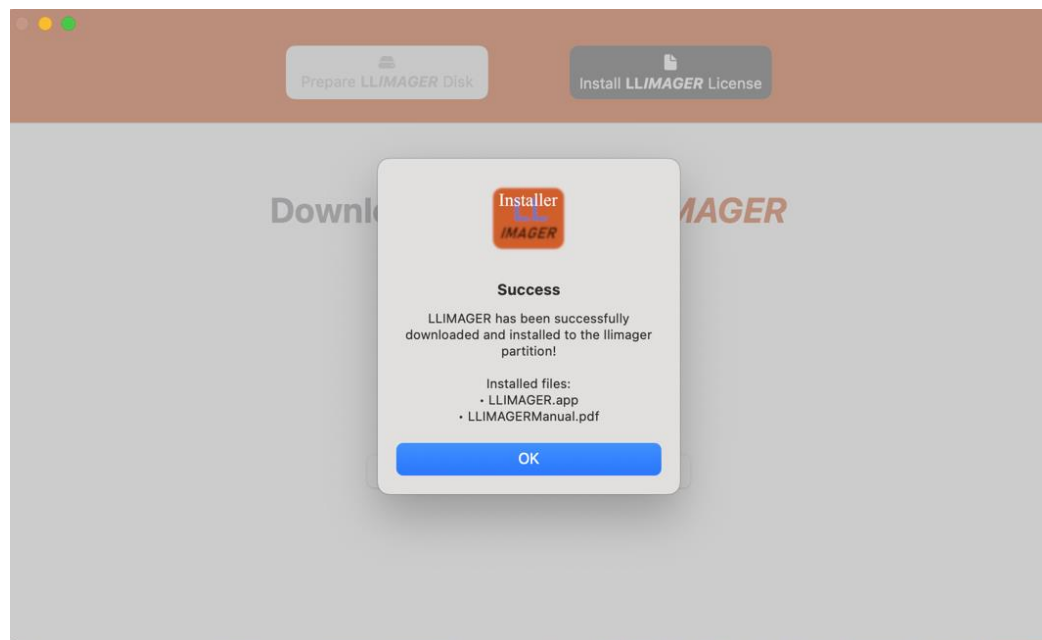 Prepare LLIMAGER Disk
Install LLIMAGER License
Installer
LL
IMAGER
Success
LLIMAGER has been successfully
downloaded and installed to the llimager
partition!
Installed files:
• LLIMAGER.app
• LLIMAGERManual.pdf
OK